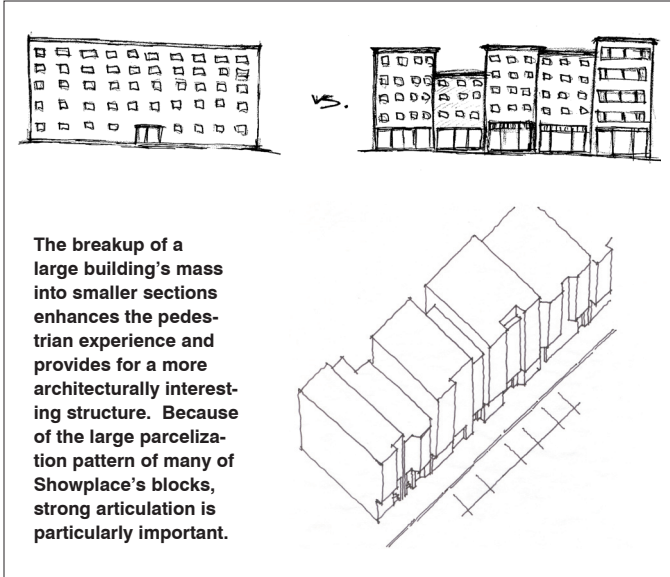 vs.
The breakup of a
large building's mass
into smaller sections
enhances the pedes-
trian experience and
provides for a more
architecturally interest-
ing structure.  Because
of the large parceliza-
tion pattern of many of
Showplace's blocks,
strong articulation is
particularly important.